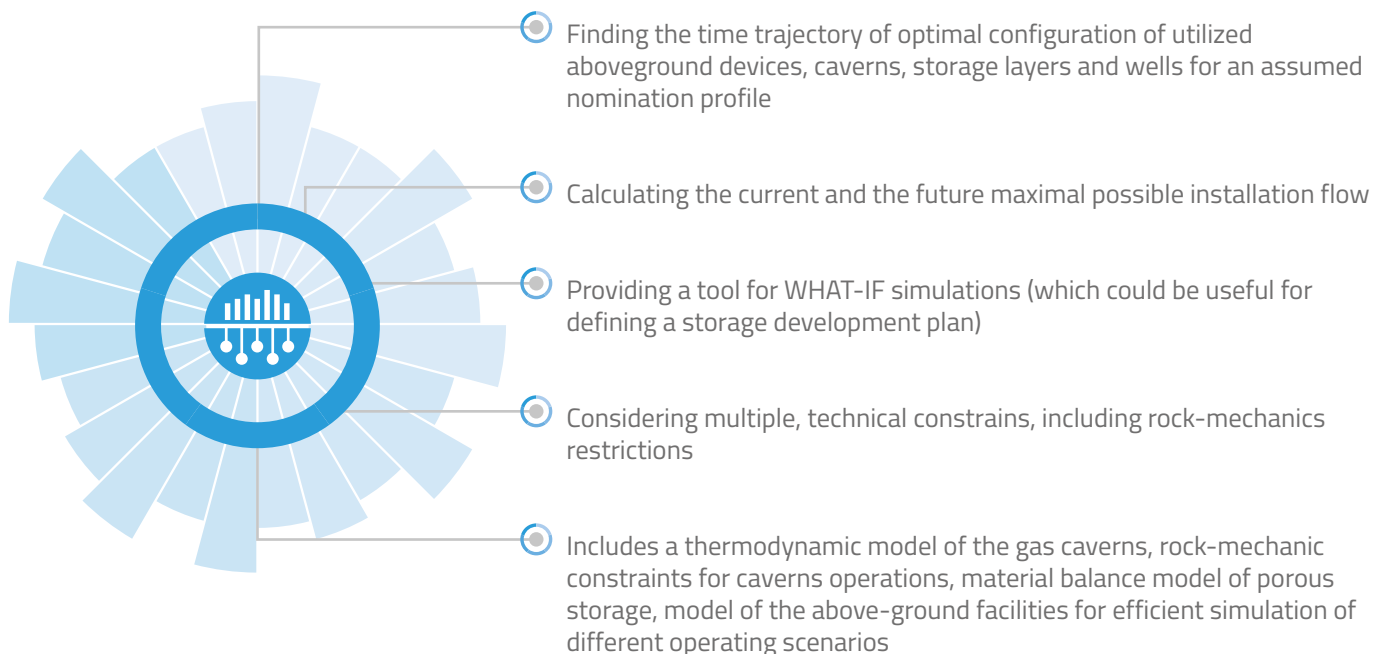 Finding the time trajectory of optimal configuration of utilized
aboveground devices, caverns, storage layers and wells for an assumed
nomination profile
Calculating the current and the future maximal possible installation flow
Providing a tool for WHAT-IF simulations (which could be useful for
defining a storage development plan)
Considering multiple, technical constrains, including rock-mechanics
restrictions
Includes a thermodynamic model of the gas caverns, rock-mechanic
constraints for caverns operations, material balance model of porous
storage, model of the above-ground facilities for efficient simulation of
different operating scenarios